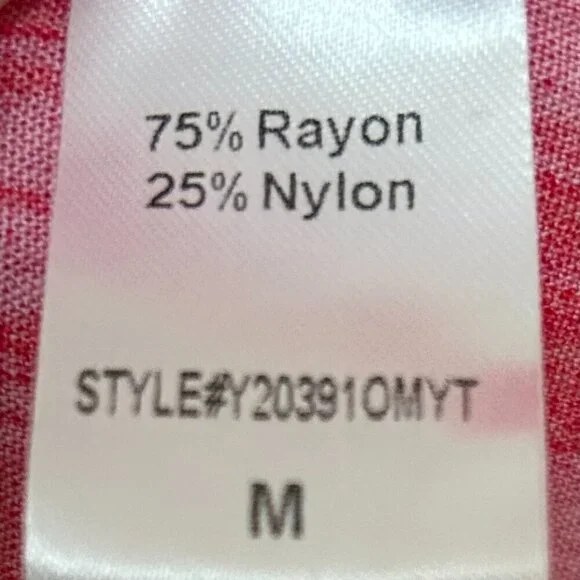 75% Rayon
25% Nylon
STYLE#Y20391OMYT
M